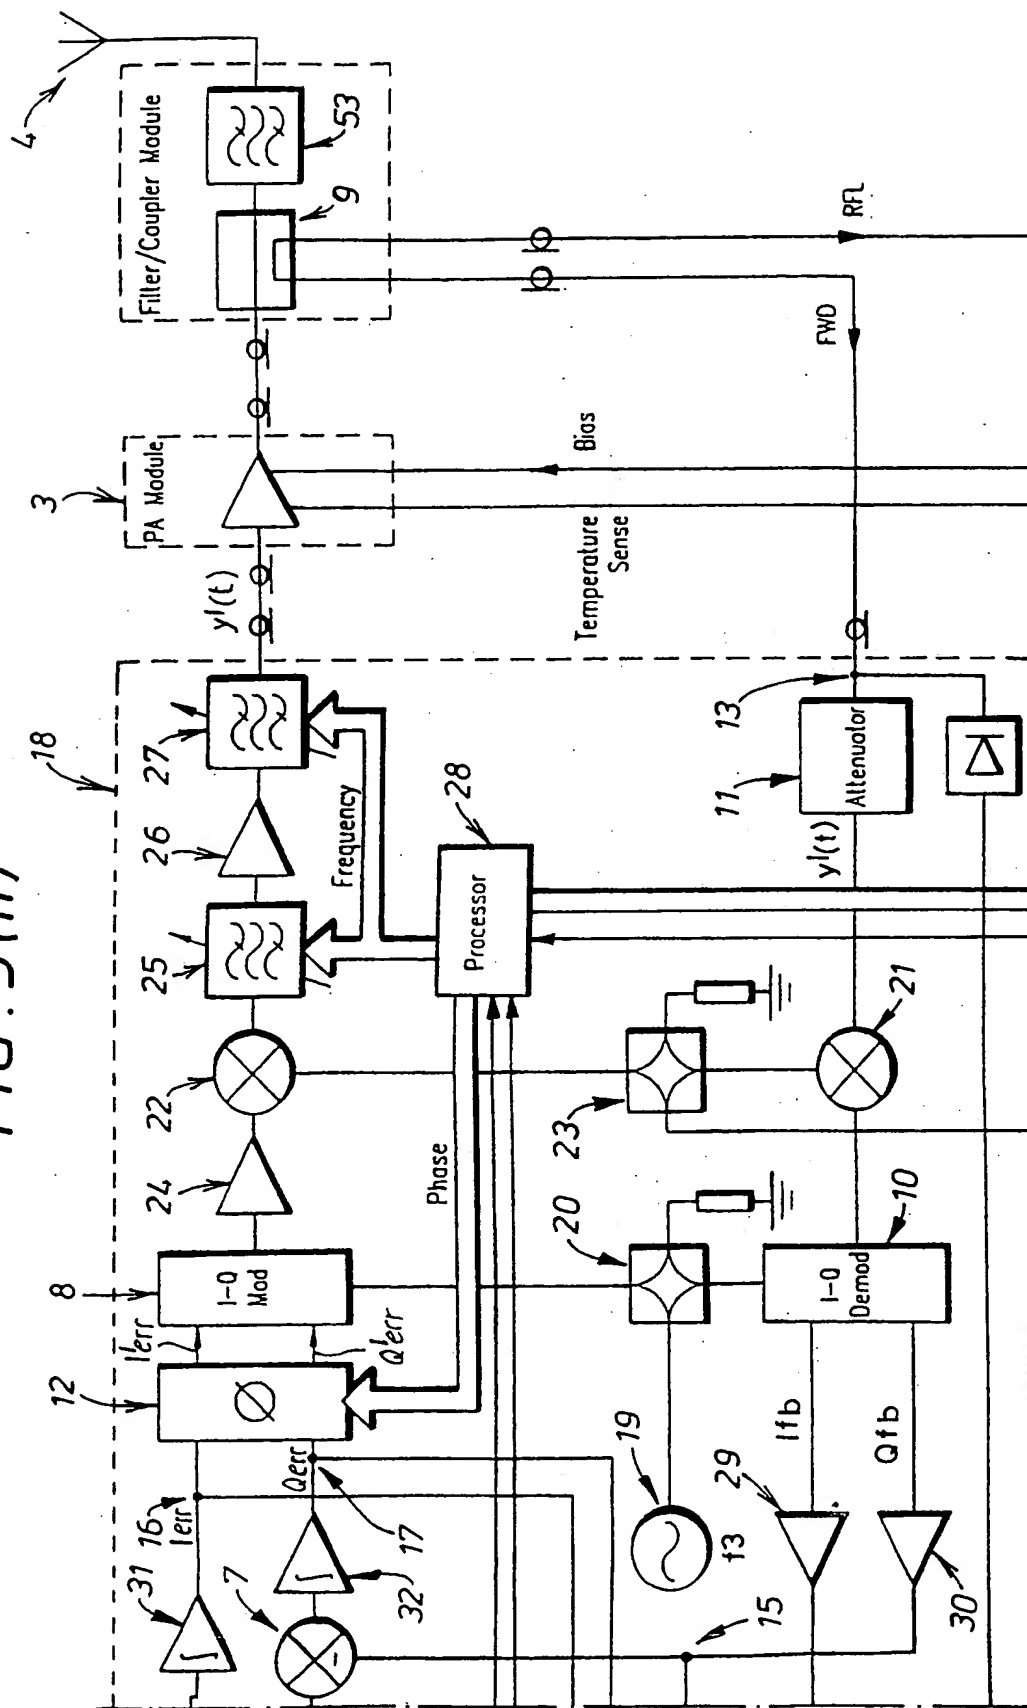 4
Filter/Coupler Module
53
9
RFL
FWD
3
PA Module
Bias
Temperature
Sense
y'(t)
18
27
26
25
Frequency
28
Processor
13
11
Attenuator
y'(t)
22
24
23
21
Phase
8
I-Q
Mod
20
10
I-Q
Demod
I'err
Q'err
12
Ø
16
Ierr
Qerr
17
19
f3
Ifb
Qfb
29
30
31
∫
7
-
∫
32
15